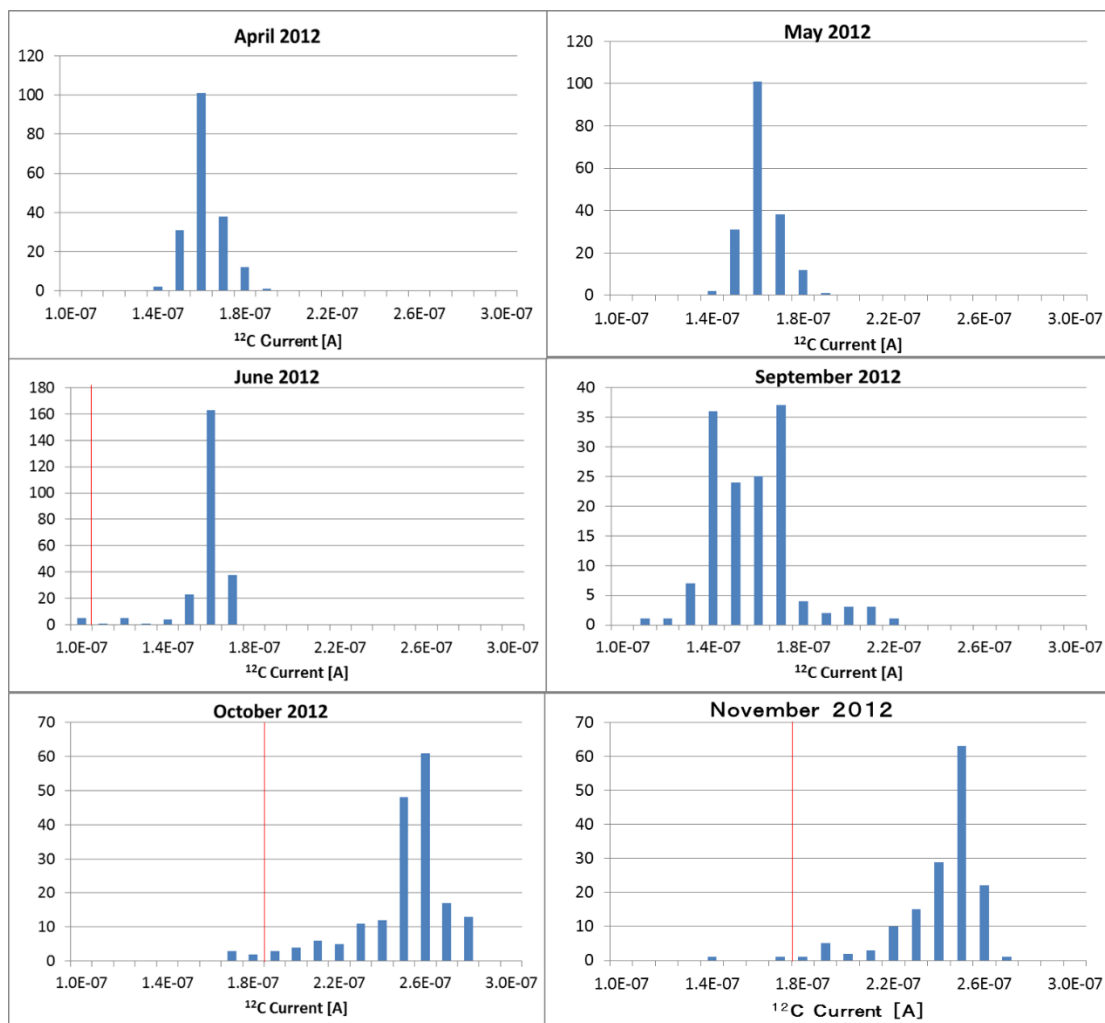 April 2012
120
100
80
60
40
20
0
1.0E-07 1.4E-07 1.8E-07 2.2E-07 2.6E-07 3.0E-07
¹²C Current [A]
May 2012
120
100
80
60
40
20
0
1.0E-07 1.4E-07 1.8E-07 2.2E-07 2.6E-07 3.0E-07
¹²C Current [A]
June 2012
180
160
140
120
100
80
60
40
20
0
1.0E-07 1.4E-07 1.8E-07 2.2E-07 2.6E-07 3.0E-07
¹²C Current [A]
September 2012
40
35
30
25
20
15
10
5
0
1.0E-07 1.4E-07 1.8E-07 2.2E-07 2.6E-07 3.0E-07
¹²C Current [A]
October 2012
70
60
50
40
30
20
10
0
1.0E-07 1.4E-07 1.8E-07 2.2E-07 2.6E-07 3.0E-07
¹²C Current [A]
November 2012
70
60
50
40
30
20
10
0
1.0E-07 1.4E-07 1.8E-07 2.2E-07 2.6E-07 3.0E-07
¹²C Current [A]